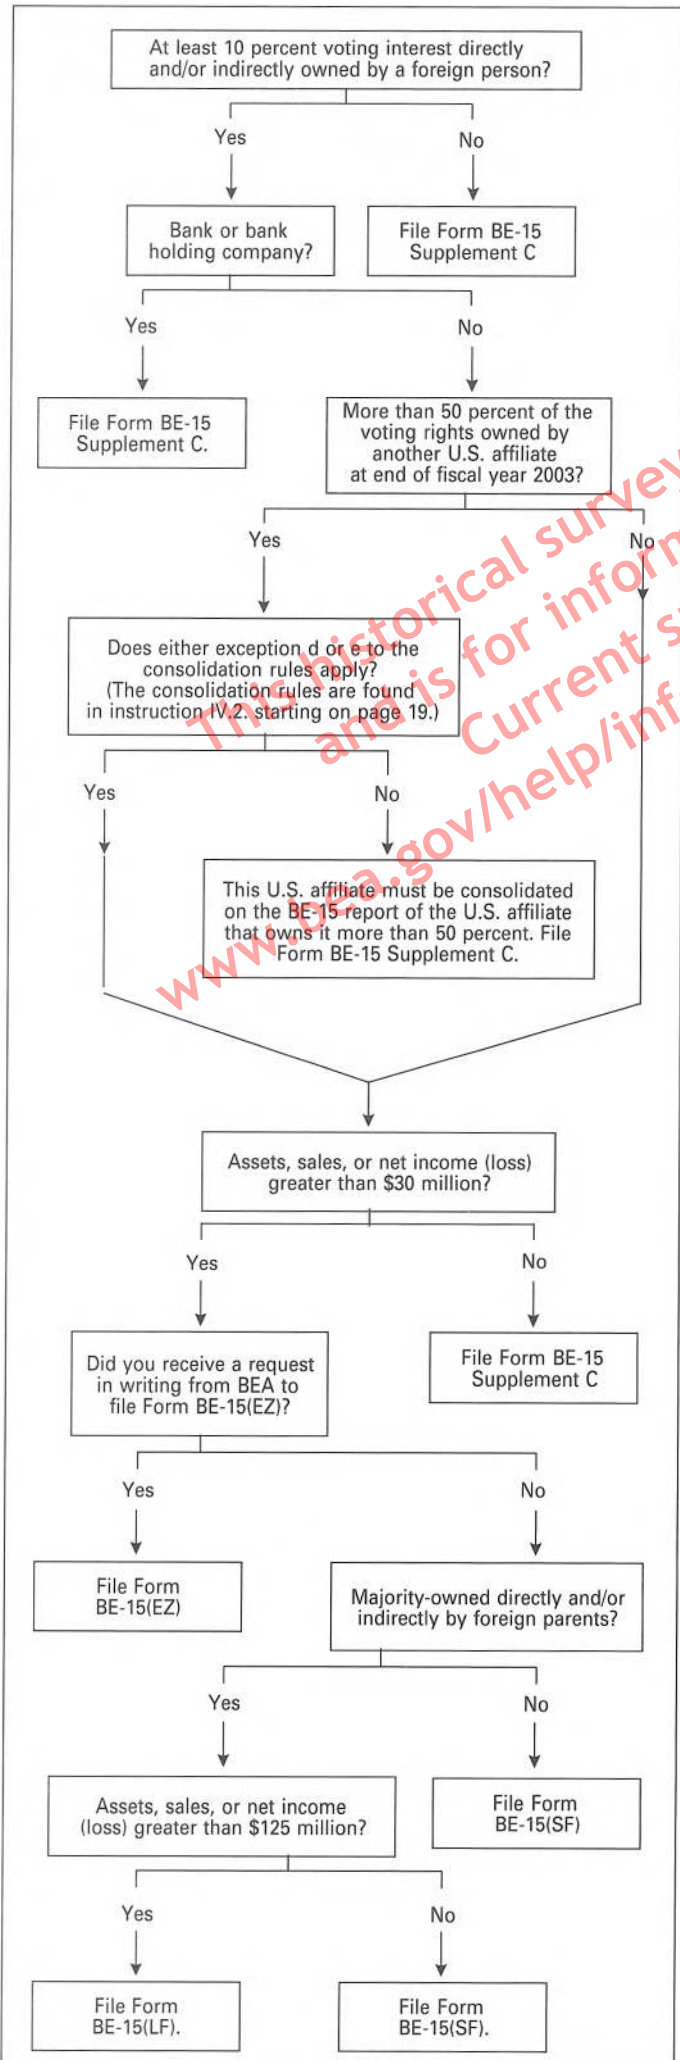 At least 10 percent voting interest directly
and/or indirectly owned by a foreign person?
Yes
No
Bank or bank
holding company?
File Form BE-15
Supplement C
Yes
No
File Form BE-15
Supplement C.
More than 50 percent of the
voting rights owned by
another U.S. affiliate
at end of fiscal year 2003?
Yes
No
Does either exception d or e to the
consolidation rules apply?
(The consolidation rules are found
in instruction IV.2. starting on page 19.)
Yes
No
This U.S. affiliate must be consolidated
on the BE-15 report of the U.S. affiliate
that owns it more than 50 percent. File
Form BE-15 Supplement C.
Assets, sales, or net income (loss)
greater than $30 million?
Yes
No
Did you receive a request
in writing from BEA to
file Form BE-15(EZ)?
File Form BE-15
Supplement C
Yes
No
File Form
BE-15(EZ)
Majority-owned directly and/or
indirectly by foreign parents?
Yes
No
Assets, sales, or net income
(loss) greater than $125 million?
File Form
BE-15(SF)
Yes
No
File Form
BE-15(LF).
File Form
BE-15(SF).
This historical survey
and is for inform
Current s
www.bea.gov/help/inf